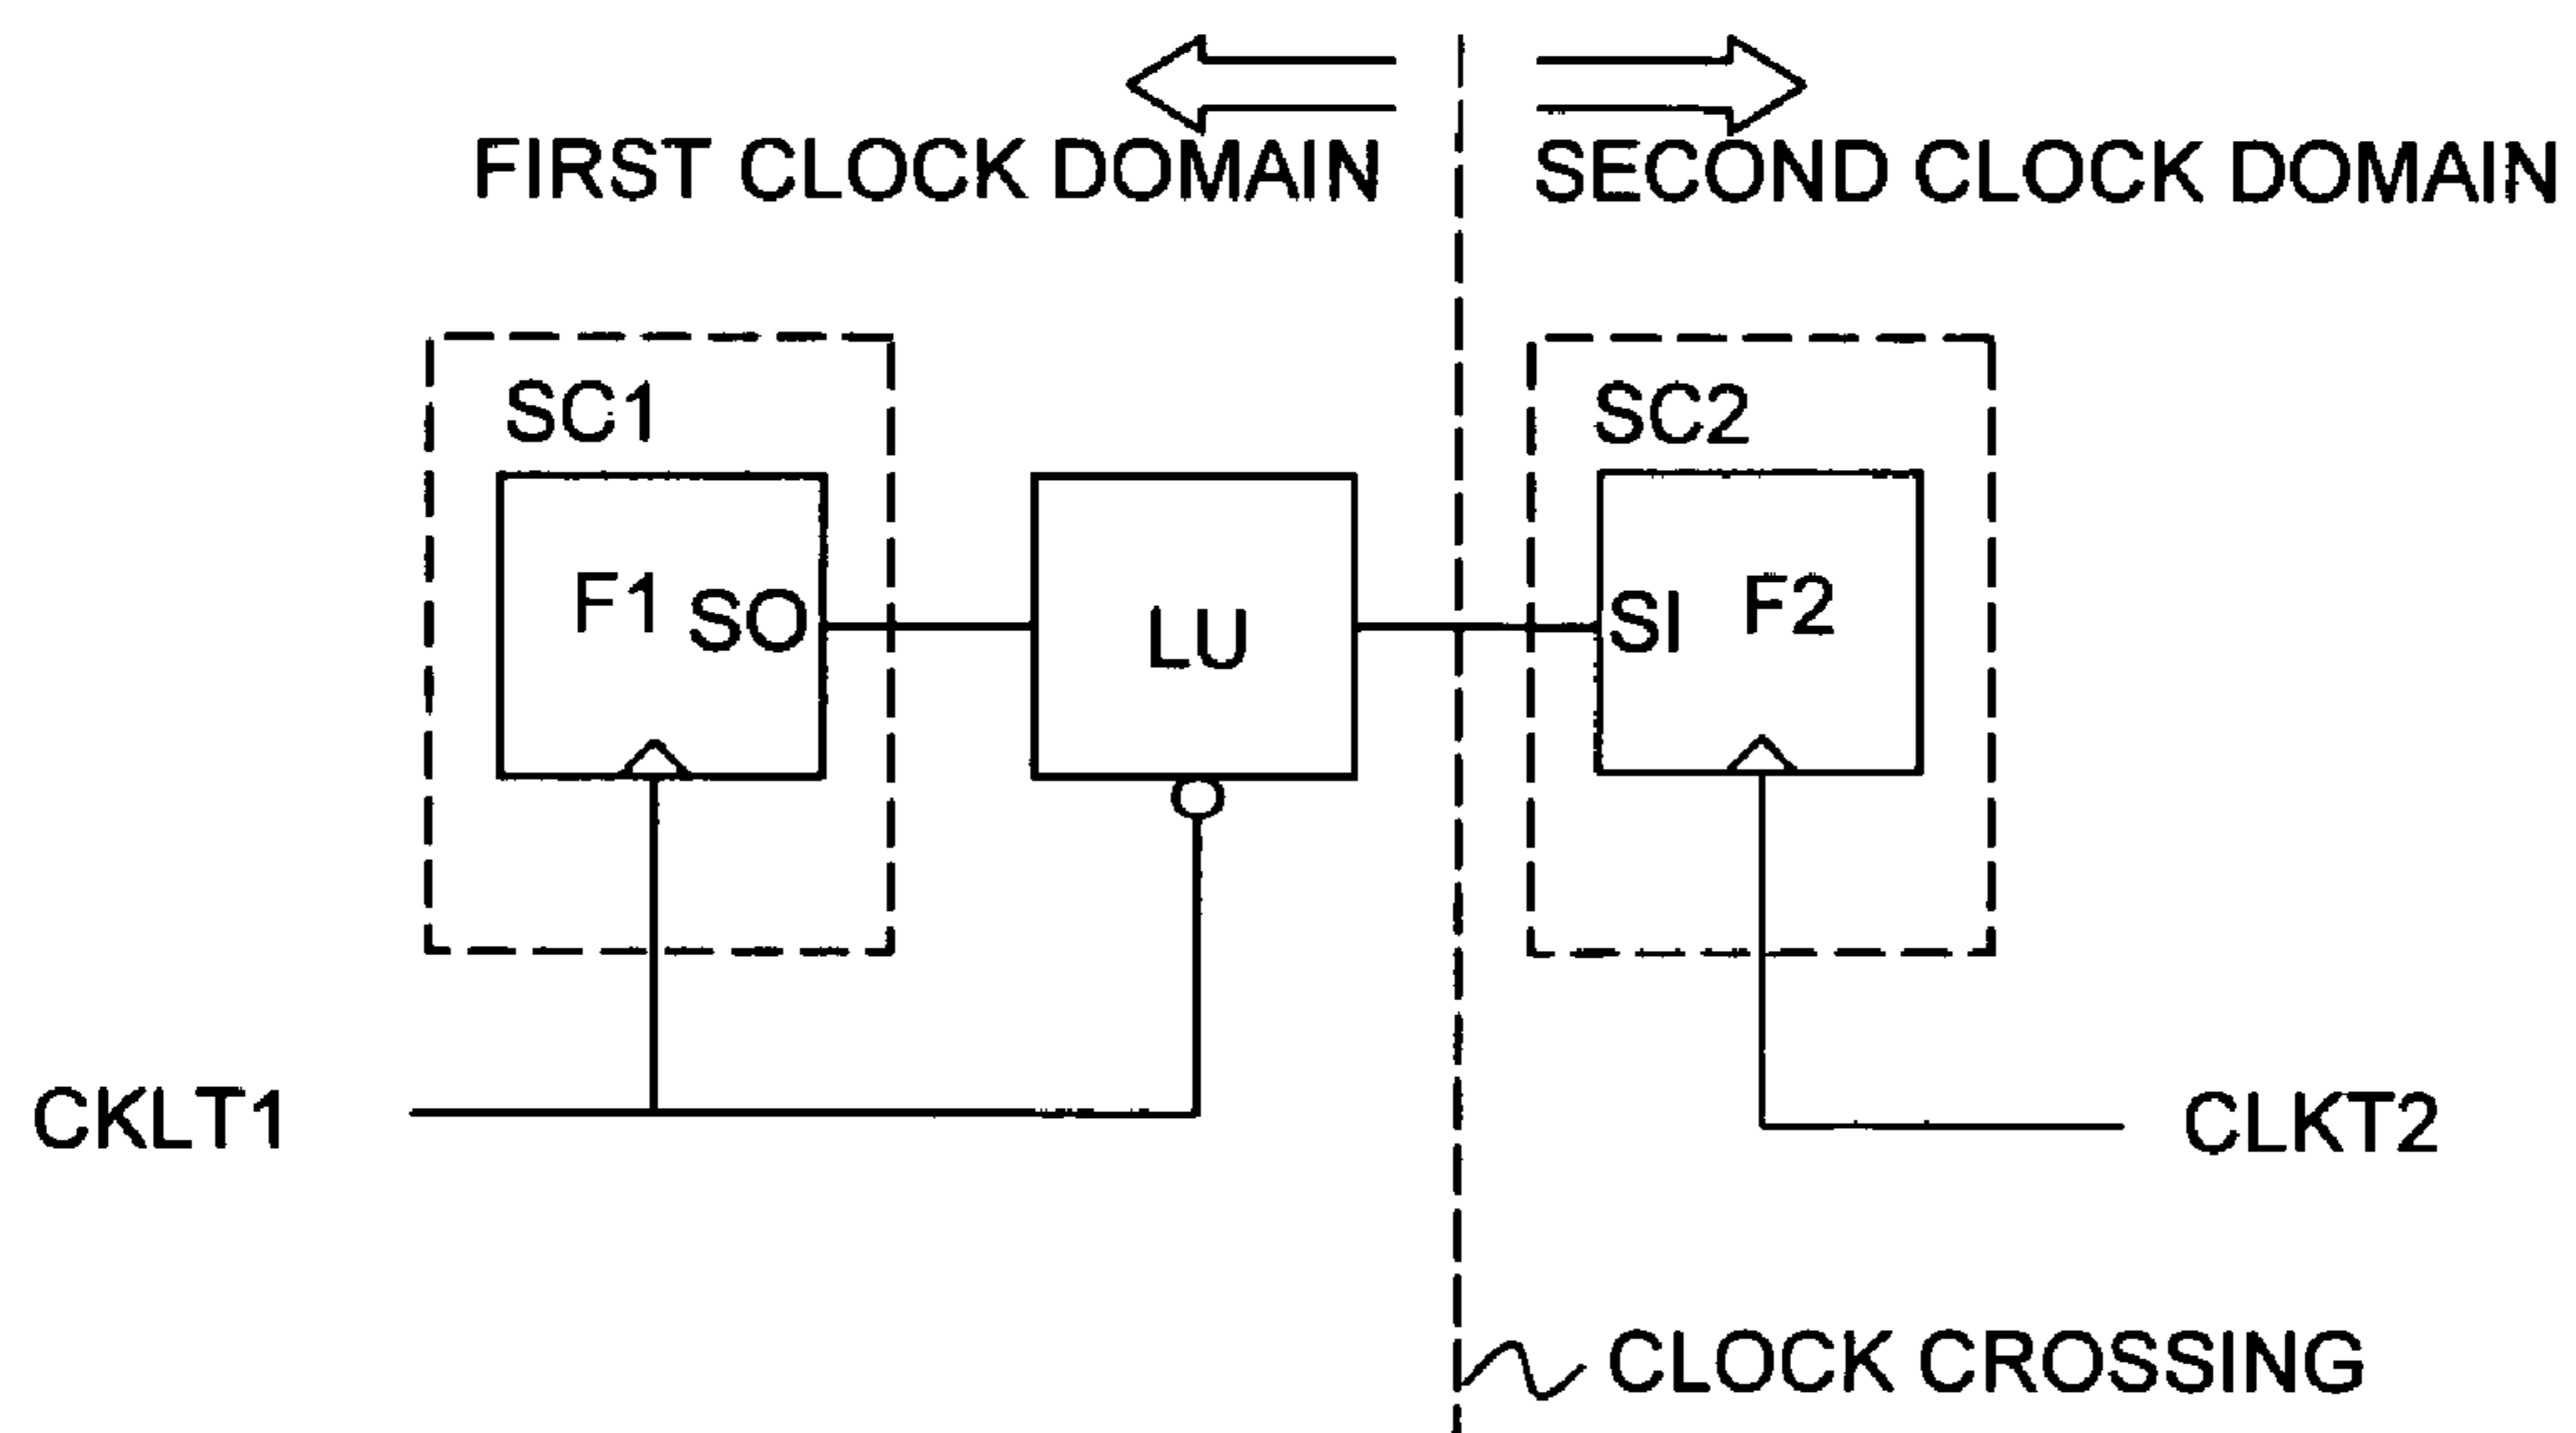 FIRST CLOCK DOMAIN
SECOND CLOCK DOMAIN
SC1
SC2
F1
SO
LU
SI
F2
CKLT1
CLKT2
CLOCK CROSSING